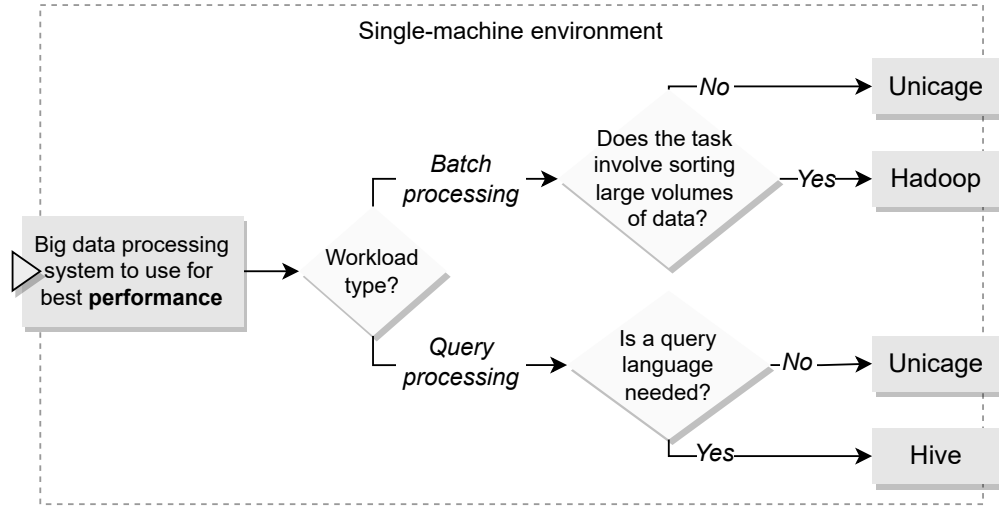 Single-machine environment
Big data processing
system to use for
best performance
Workload
type?
Batch
processing
Does the task
involve sorting
large volumes
of data?
No
Unicage
Yes
Hadoop
Query
processing
Is a query
language
needed?
No
Unicage
Yes
Hive